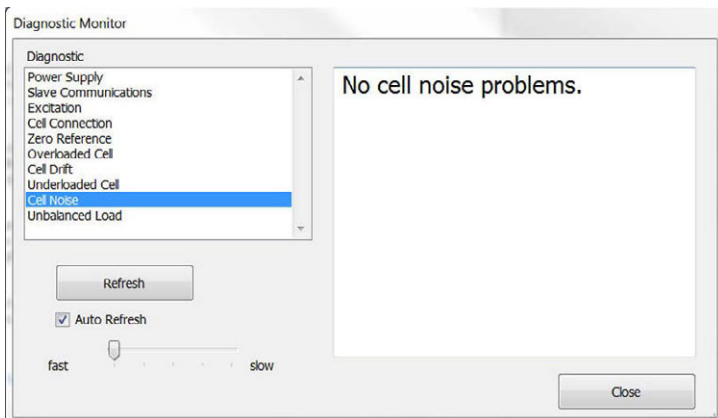 Diagnostic Monitor
Diagnostic
Power Supply
Slave Communications
Excitation
Cell Connection
Zero Reference
Overloaded Cell
Cell Drift
Underloaded Cell
Cell Noise
Unbalanced Load
No cell noise problems.
Refresh
Auto Refresh
fast
slow
Close